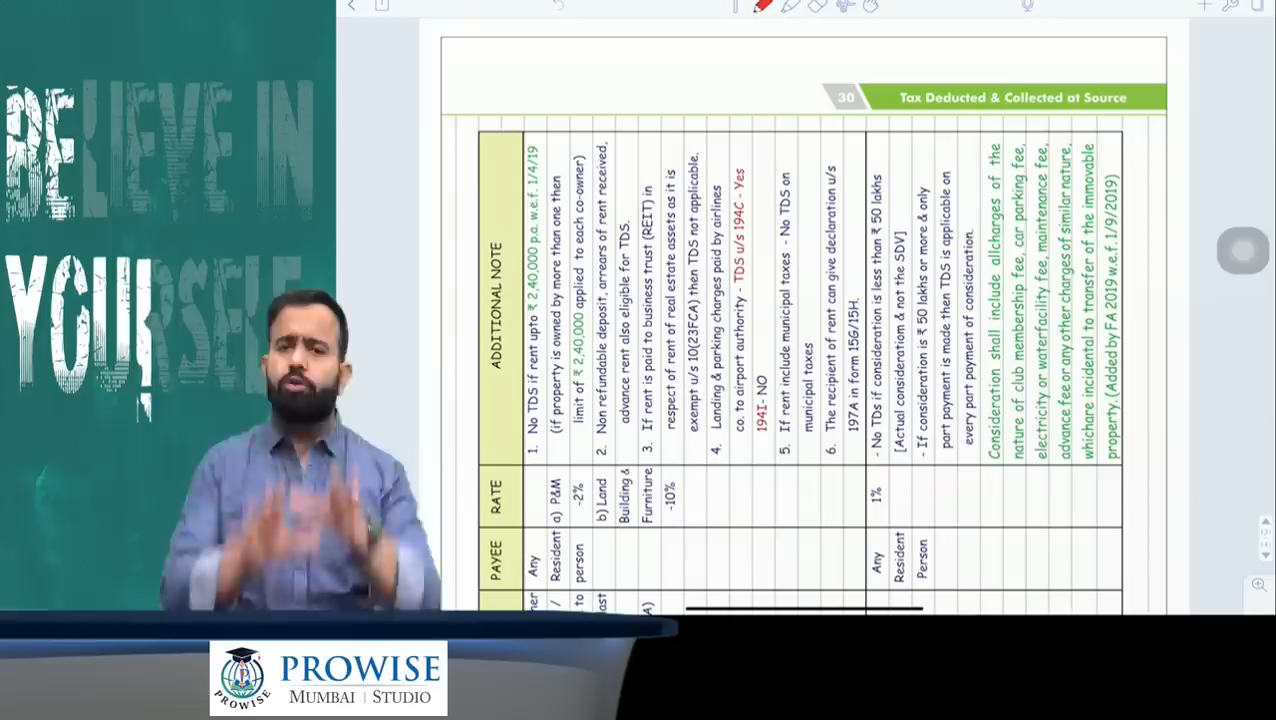 BELIEVE IN
YOURSELF
30
Tax Deducted & Collected at Source
PAYEE
RATE
ADDITIONAL NOTE
ner
/
to
ast
A)
Any
Resident
person
a) P&M
-2%
b) Land
Building &
Furniture
-10%
1. No TDS if rent upto ₹ 2,40,000 p.a. w.e.f. 1/4/19
(if property is owned by more than one then
limit of ₹ 2,40,000 applied to each co-owner)
2. Non refundable deposit, arrears of rent received,
advance rent also eligible for TDS.
3. If rent is paid to business trust (REIT) in
respect of rent of real estate assets as it is
exempt u/s 10(23FCA) then TDS not applicable.
4. Landing & parking charges paid by airlines
co. to airport authority - TDS u/s 194C - Yes
194I- NO
5. If rent include municipal taxes - No TDS on
municipal taxes
6. The recipient of rent can give declaration u/s
197A in form 15G/15H.
Any
Resident
Person
1%
- No TDs if consideration is less than ₹ 50 lakhs
[Actual consideration & not the SDV]
- If consideration is ₹ 50 lakhs or more & only
part payment is made then TDS is applicable on
every part payment of consideration.
Consideration shall include allcharges of the
nature of club membership fee, car parking fee,
electricity or waterfacility fee, maintenance fee,
advance fee or any other charges of similar nature,
whichare incidental to transfer of the immovable
property. (Added by FA 2019 w.e.f. 1/9/2019)
PROWISE
PROWISE
MUMBAI | STUDIO